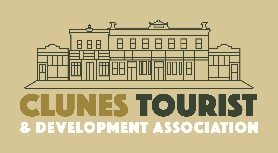 CLUNES TOURIST
& DEVELOPMENT ASSOCIATION